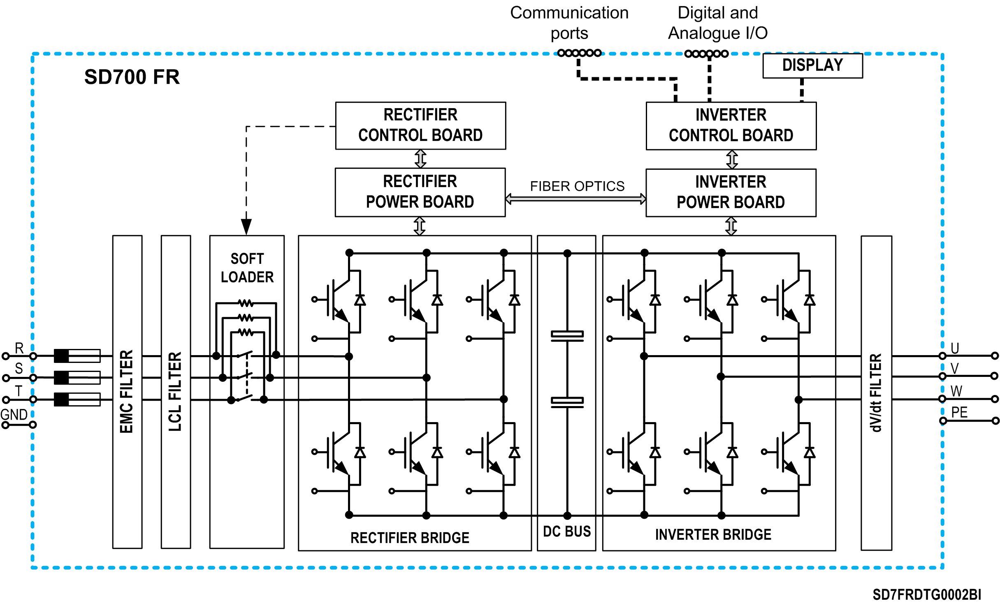 Communication
ports
Digital and
Analogue I/O
DISPLAY
SD700 FR
RECTIFIER
CONTROL BOARD
INVERTER
CONTROL BOARD
RECTIFIER
POWER BOARD
FIBER OPTICS
INVERTER
POWER BOARD
SOFT
LOADER
R
S
T
GND
EMC FILTER
LCL FILTER
RECTIFIER BRIDGE
DC BUS
INVERTER BRIDGE
dV/dt FILTER
U
V
W
PE
SD7FRDTG0002BI